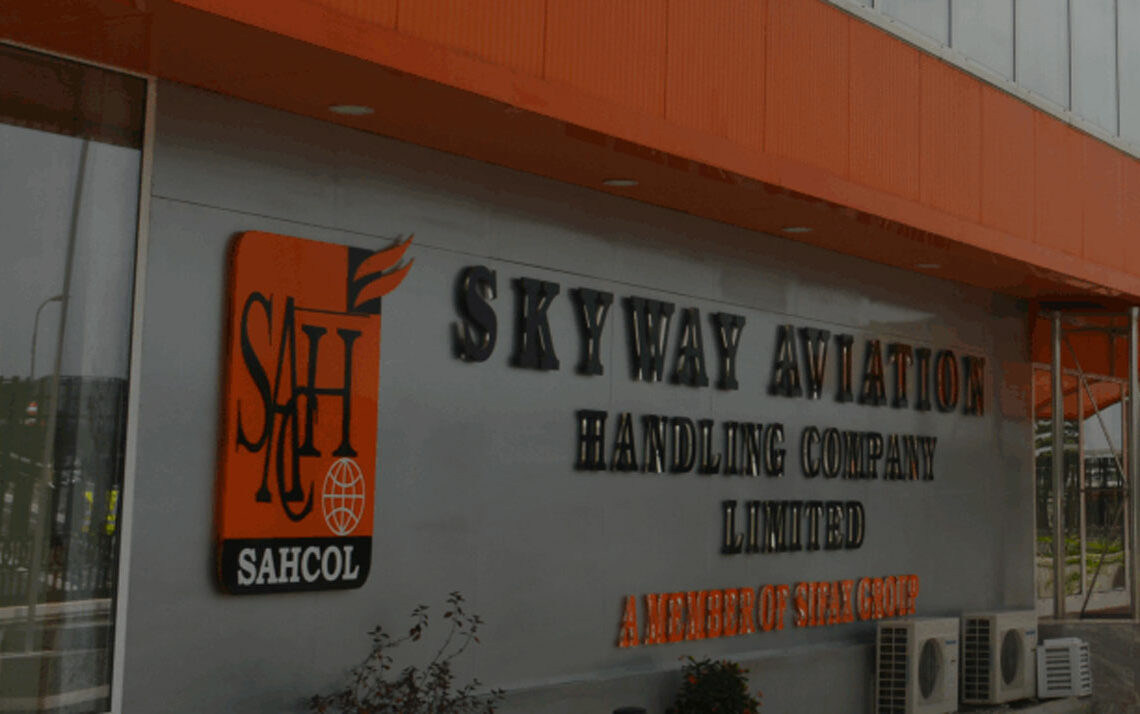 SAHCOL
SKYWAY AVIATION
HANDLING COMPANY
LIMITED
A MEMBER OF SIFAX GROUP